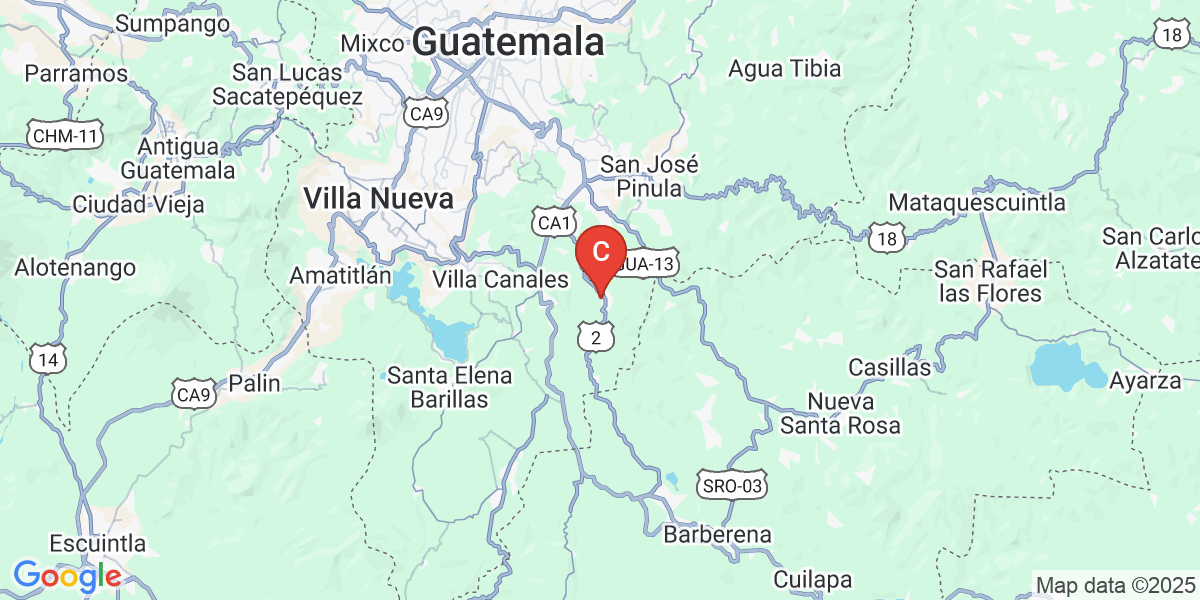 Sumpango
Mixco
Guatemala
18
Parramos
San Lucas
Sacatepéquez
Agua Tibia
CA9
CHM-11
Antigua
Guatemala
San José
Pinula
Ciudad Vieja
Villa Nueva
Mataquescuintla
CA1
18
San Carlo
Alzatate
C
GUA-13
Alotenango
Amatitlán
Villa Canales
San Rafael
las Flores
2
14
Palin
CA9
Santa Elena
Barillas
Casillas
Ayarza
Nueva
Santa Rosa
SRO-03
Escuintla
Barberena
Cuilapa
Google
Map data ©2025